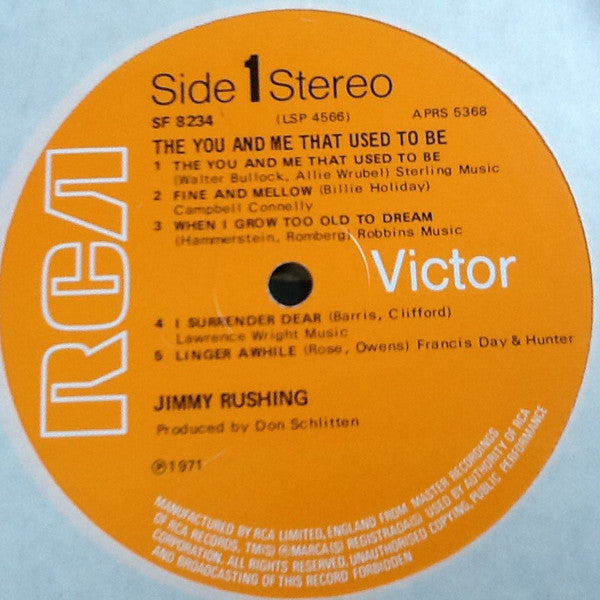 Side 1 Stereo
SF 8234 (LSP 4566) APRS 5368
THE YOU AND ME THAT USED TO BE
1 THE YOU AND ME THAT USED TO BE
(Walter Bullock, Allie Wrubel) Sterling Music
2 FINE AND MELLOW (Billie Holiday)
Campbell Connelly
3 WHEN I GROW TOO OLD TO DREAM
(Hammerstein, Romberg) Robbins Music
RCA
Victor
4 I SURRENDER DEAR (Barris, Clifford)
Lawrence Wright Music
5 LINGER AWHILE (Rose, Owens) Francis Day & Hunter
JIMMY RUSHING
Produced by Don Schlitten
℗1971
MANUFACTURED BY RCA LIMITED, ENGLAND FROM MASTER RECORDINGS
OF RCA RECORDS. TM(S) ®MARCA(S) REGISTRADA(S) USED BY AUTHORITY OF RCA
CORPORATION. ALL RIGHTS RESERVED. UNAUTHORISED COPYING, PUBLIC PERFORMANCE
AND BROADCASTING OF THIS RECORD FORBIDDEN